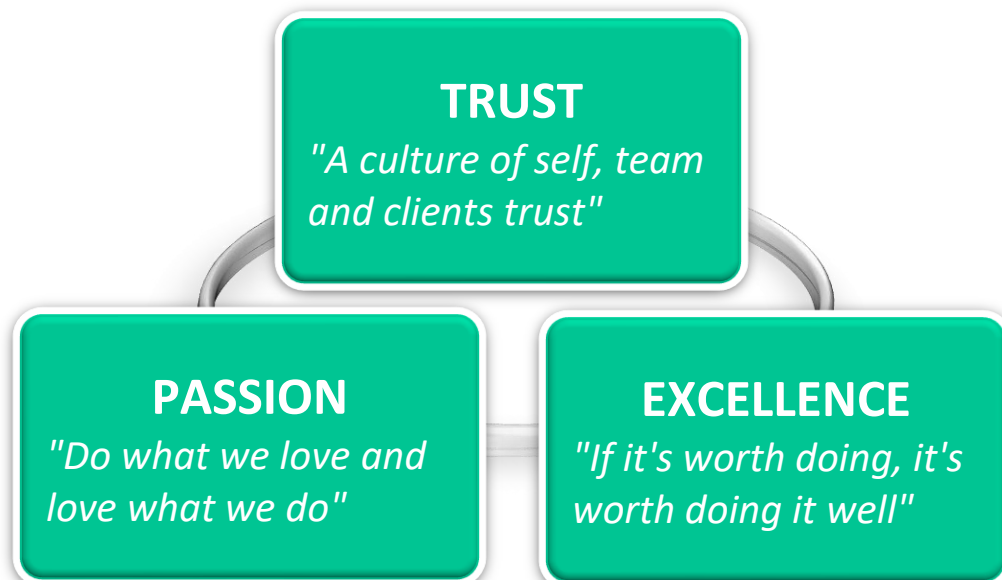 TRUST
"A culture of self, team
and clients trust"
PASSION
"Do what we love and
love what we do"
EXCELLENCE
"If it's worth doing, it's
worth doing it well"